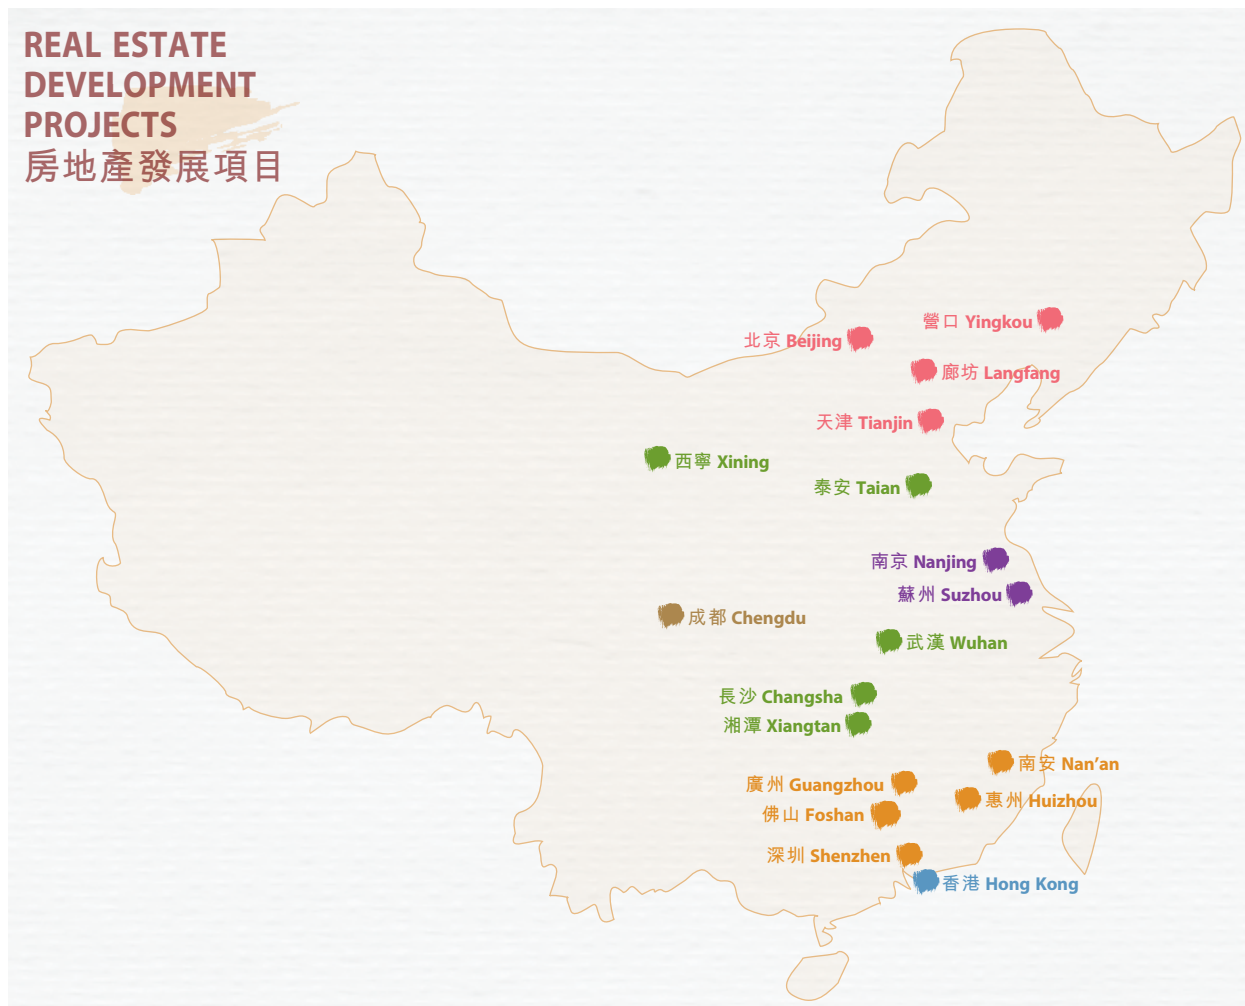 REAL ESTATE
DEVELOPMENT
PROJECTS
房地產發展項目
營口 Yingkou
北京 Beijing
廊坊 Langfang
天津 Tianjin
西寧 Xining
泰安 Taian
南京 Nanjing
蘇州 Suzhou
成都 Chengdu
武漢 Wuhan
長沙 Changsha
湘潭 Xiangtan
南安 Nan’an
廣州 Guangzhou
惠州 Huizhou
佛山 Foshan
深圳 Shenzhen
香港 Hong Kong